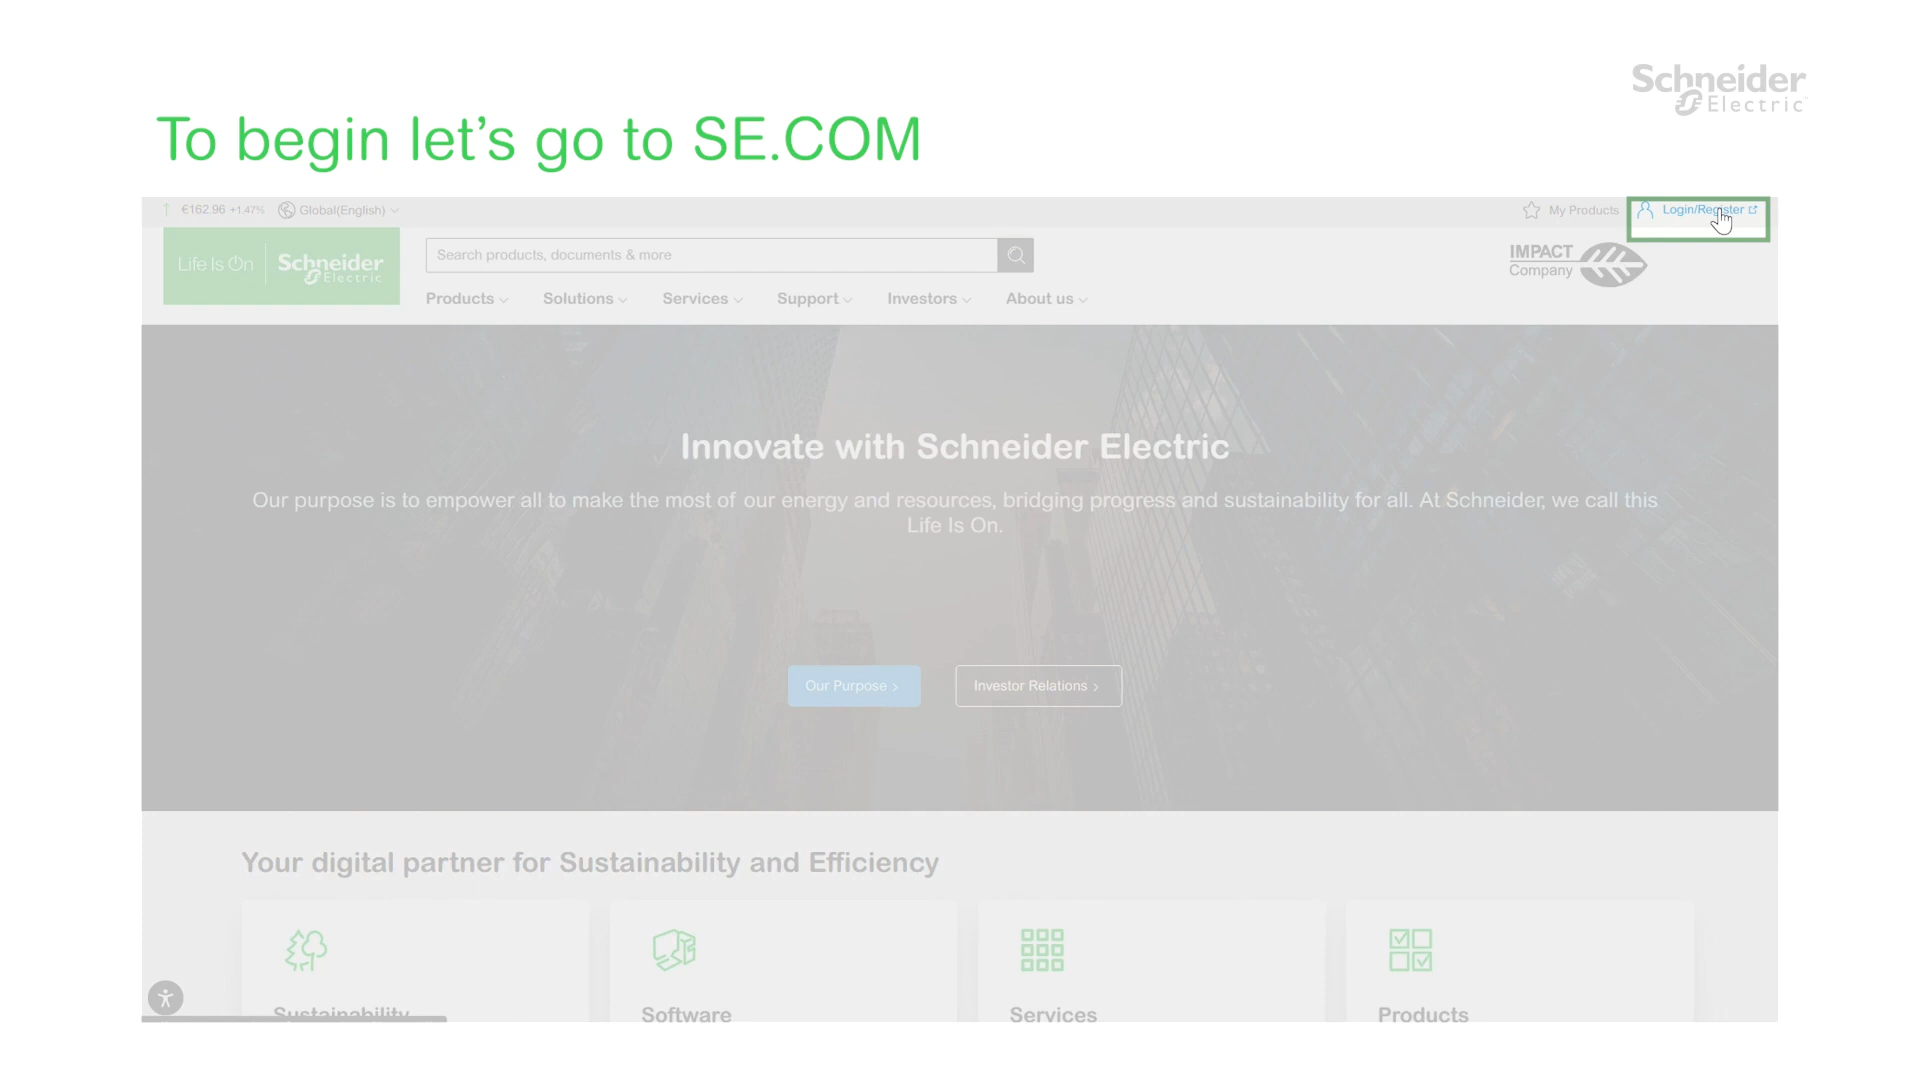 Schneider
Electric
To begin let's go to SE.COM
€162.96 +1.47% Global(English)
My Products Login/Register
Life Is On Schneider Electric
Search products, documents & more
IMPACT
Company
Products Solutions Services Support Investors About us
Innovate with Schneider Electric
Our purpose is to empower all to make the most of our energy and resources, bridging progress and sustainability for all. At Schneider, we call this
Life Is On.
Our Purpose Investor Relations
Your digital partner for Sustainability and Efficiency
Sustainability Software Services Products